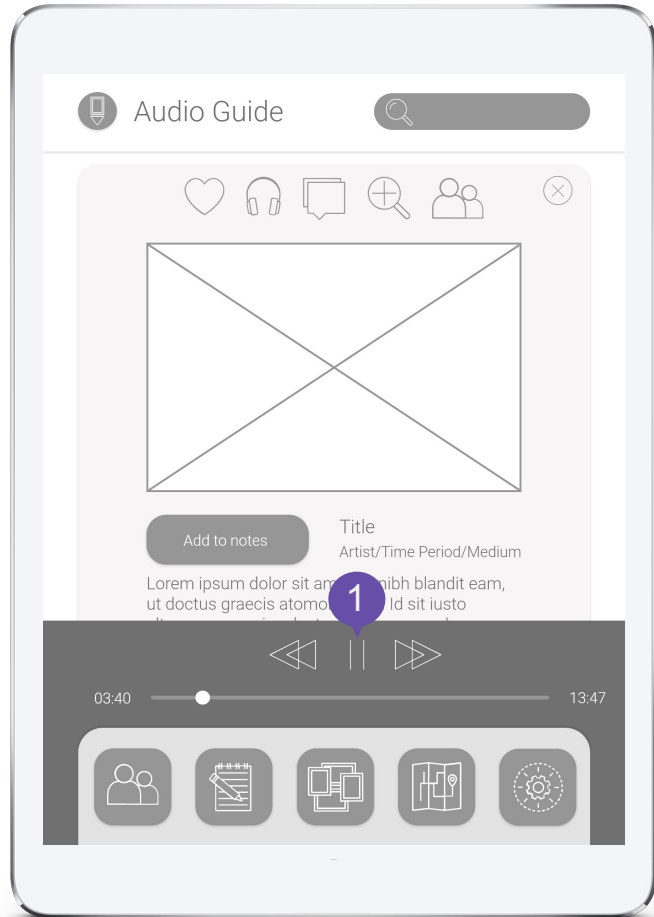 Audio Guide
Add to notes
Title
Artist/Time Period/Medium
Lorem ipsum dolor sit am nibh blandit eam,
ut doctus graecis atomo Id sit iusto
1
03:40
13:47